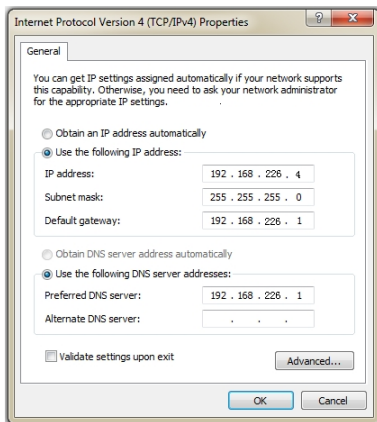 Internet Protocol Version 4 (TCP/IPv4) Properties
General
You can get IP settings assigned automatically if your network supports
this capability. Otherwise, you need to ask your network administrator
for the appropriate IP settings.
Obtain an IP address automatically
Use the following IP address:
IP address: 192 . 168 . 226 . 4
Subnet mask: 255 . 255 . 255 . 0
Default gateway: 192 . 168 . 226 . 1
Obtain DNS server address automatically
Use the following DNS server addresses:
Preferred DNS server: 192 . 168 . 226 . 1
Alternate DNS server: . . .
Validate settings upon exit
Advanced...
OK Cancel